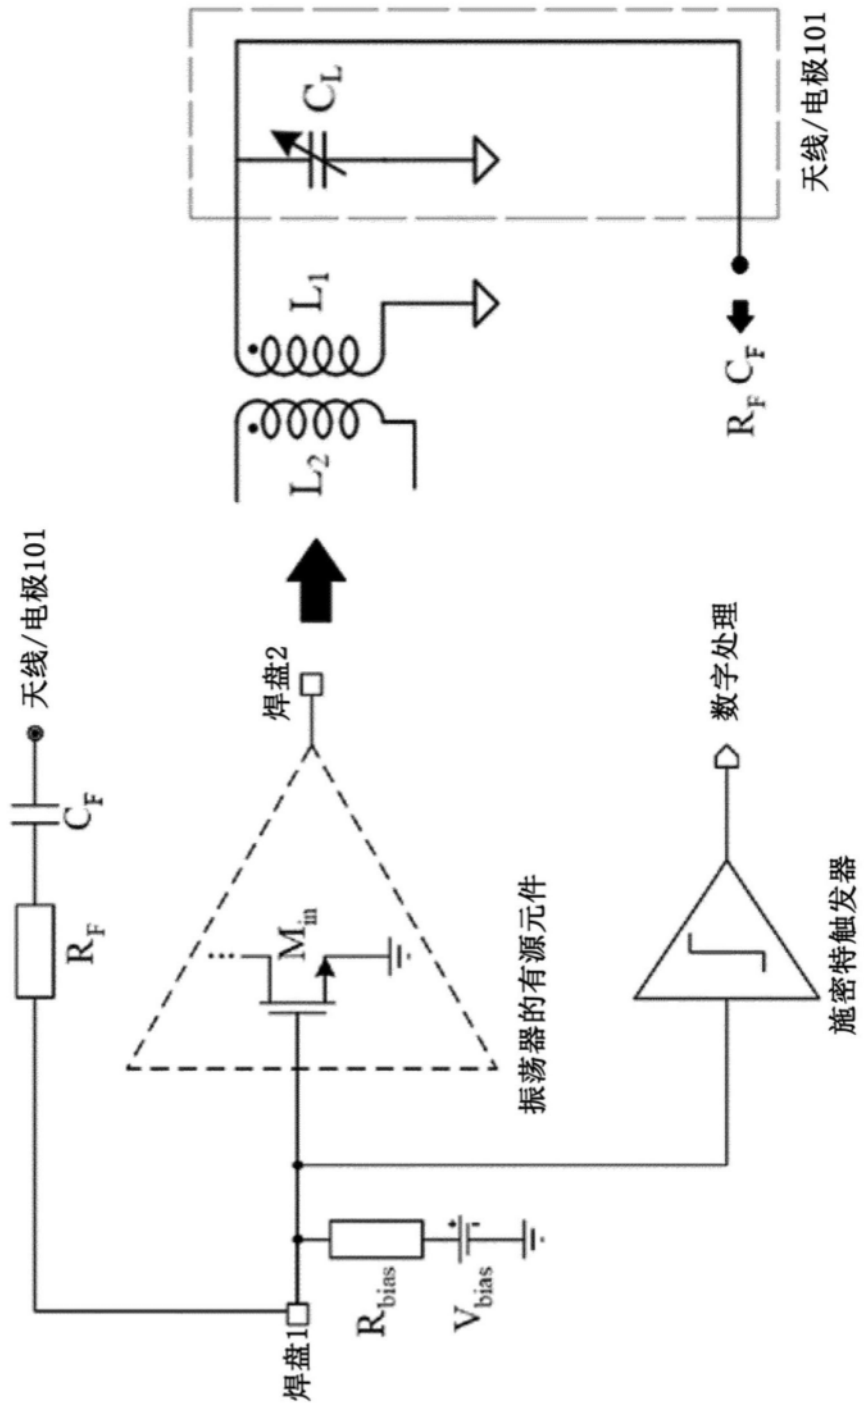 天线/电极101
R_F
C_F
焊盘1
R_bias
V_bias
+
-
M_in
振荡器的有源元件
焊盘2
施密特触发器
数字处理
L_2
L_1
C_L
天线/电极101
R_F C_F